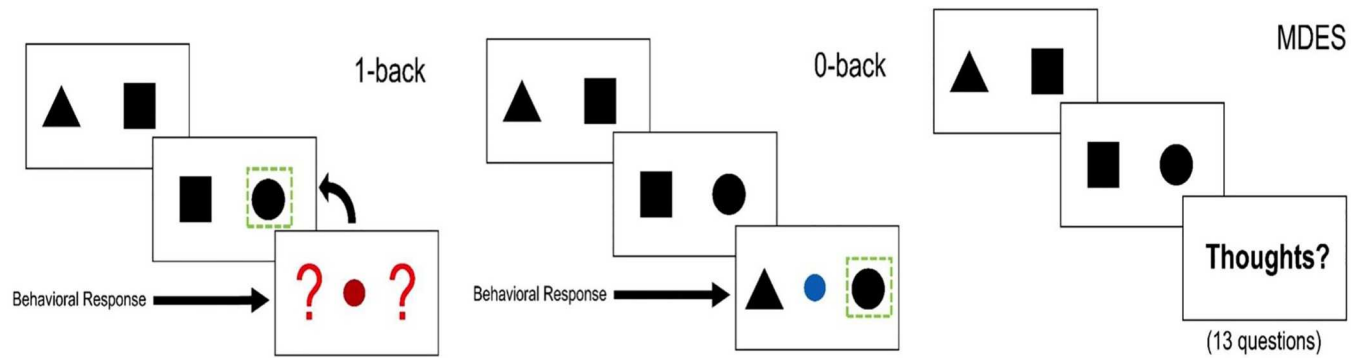 1-back
? ?
Behavioral Response
0-back
Behavioral Response
MDES
Thoughts?
(13 questions)